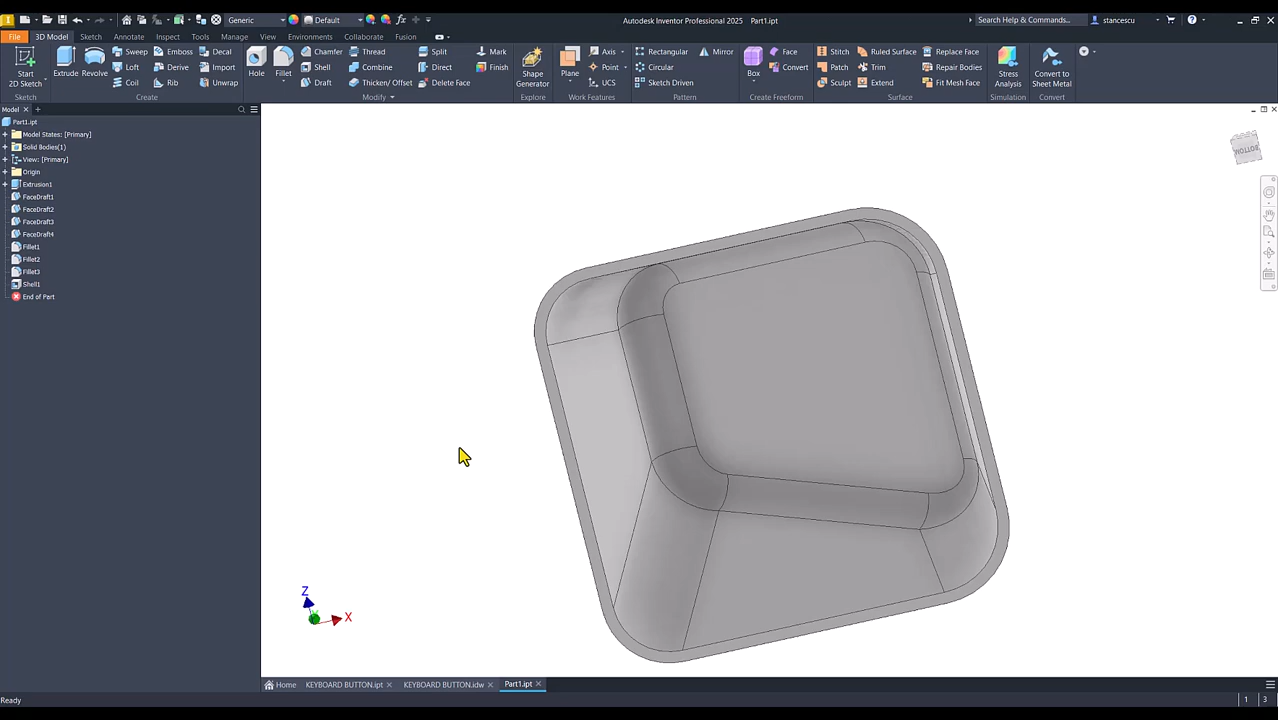 Generic
Default
Autodesk Inventor Professional 2025 Part1.ipt
Search Help & Commands...
stancescu
File
3D Model
Sketch
Annotate
Inspect
Tools
Manage
View
Environments
Collaborate
Fusion
Start
2D Sketch
Extrude
Revolve
Sweep
Emboss
Decal
Loft
Derive
Import
Coil
Rib
Unwrap
Hole
Fillet
Chamfer
Thread
Split
Mark
Shell
Combine
Direct
Finish
Draft
Thicken/ Offset
Delete Face
Shape
Generator
Plane
Axis
Point
UCS
Rectangular
Mirror
Circular
Sketch Driven
Box
Face
Convert
Stitch
Ruled Surface
Replace Face
Patch
Trim
Repair Bodies
Sculpt
Extend
Fit Mesh Face
Stress
Analysis
Convert to
Sheet Metal
Sketch
Create
Modify
Explore
Work Features
Pattern
Create Freeform
Surface
Simulation
Convert
Model
Part1.ipt
Model States: [Primary]
Solid Bodies(1)
View: [Primary]
Origin
Extrusion1
FaceDraft1
FaceDraft2
FaceDraft3
FaceDraft4
Fillet1
Fillet2
Fillet3
Shell1
End of Part
BOTTOM
Z
Y
X
Home
KEYBOARD BUTTON.ipt
KEYBOARD BUTTON.idw
Part1.ipt
Ready
1
3